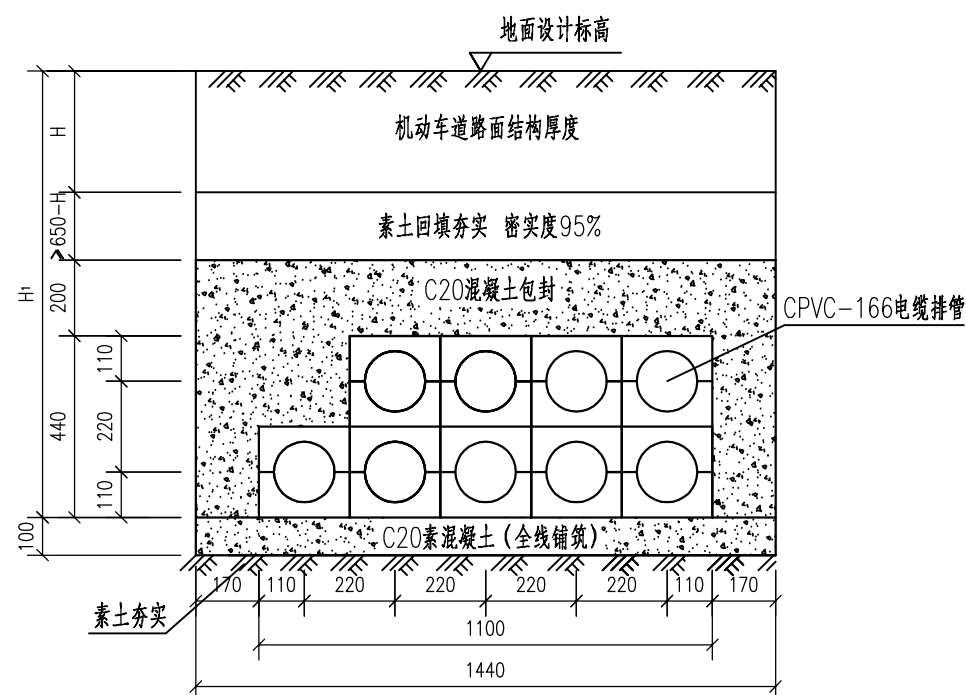 地面设计标高
机动车道路面结构厚度
H
素土回填夯实 密实度95%
650-H
C20混凝土包封
200
H1
CPVC-166电缆排管
110
220
110
440
C20素混凝土（全线铺筑）
100
170
110
220
220
220
220
110
170
素土夯实
1100
1440